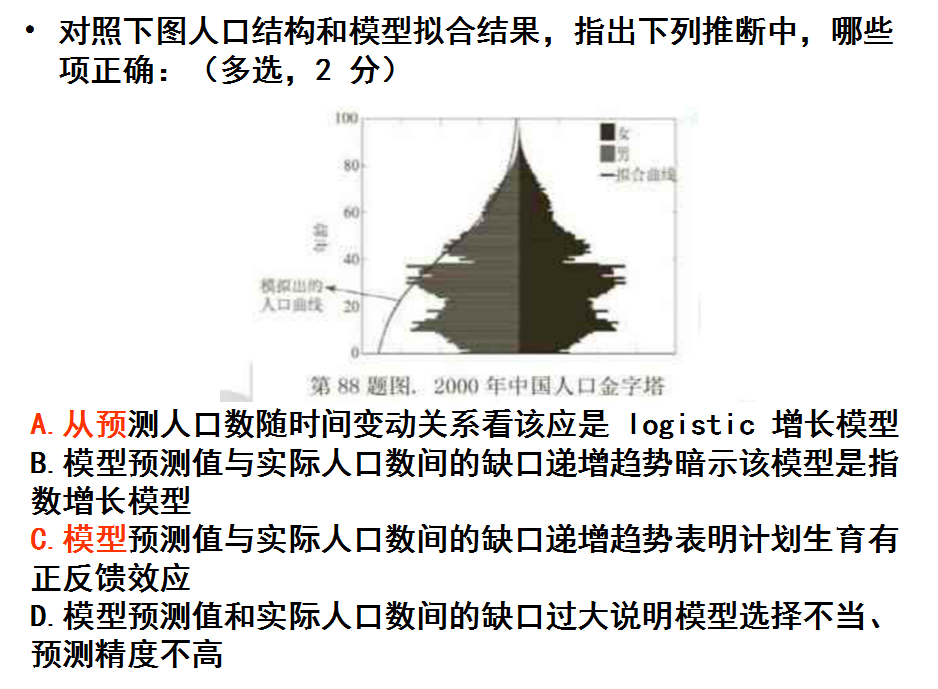 • 对照下图人口结构和模型拟合结果，指出下列推断中，哪些
项正确：（多选，2 分）
100
女
男
80
拟合曲线
60
年龄
40
模拟出的
人口曲线
20
0
第 88 题图. 2000 年中国人口金字塔
A.从预测人口数随时间变动关系看该应是 logistic 增长模型
B.模型预测值与实际人口数间的缺口递增趋势暗示该模型是指
数增长模型
C.模型预测值与实际人口数间的缺口递增趋势表明计划生育有
正反馈效应
D.模型预测值和实际人口数间的缺口过大说明模型选择不当、
预测精度不高